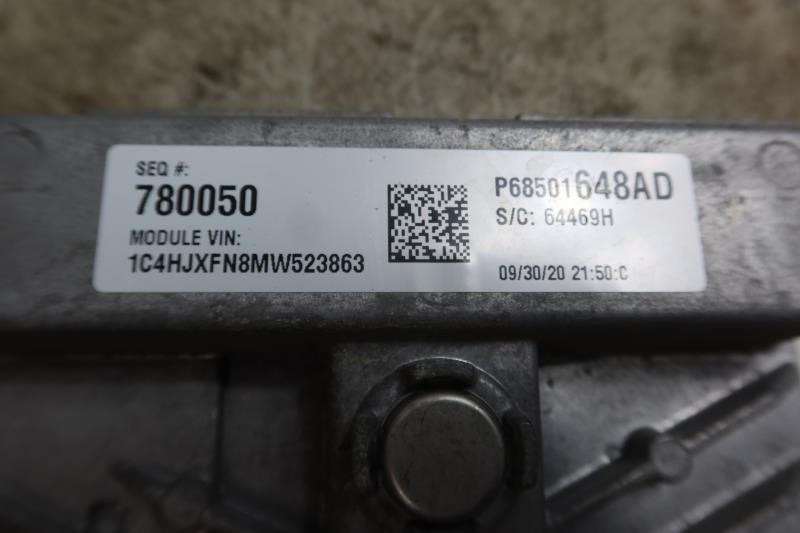 SEQ #:
780050
MODULE VIN:
1C4HJXFN8MW523863
P68501648AD
S/C: 64469H
09/30/20 21:50:C